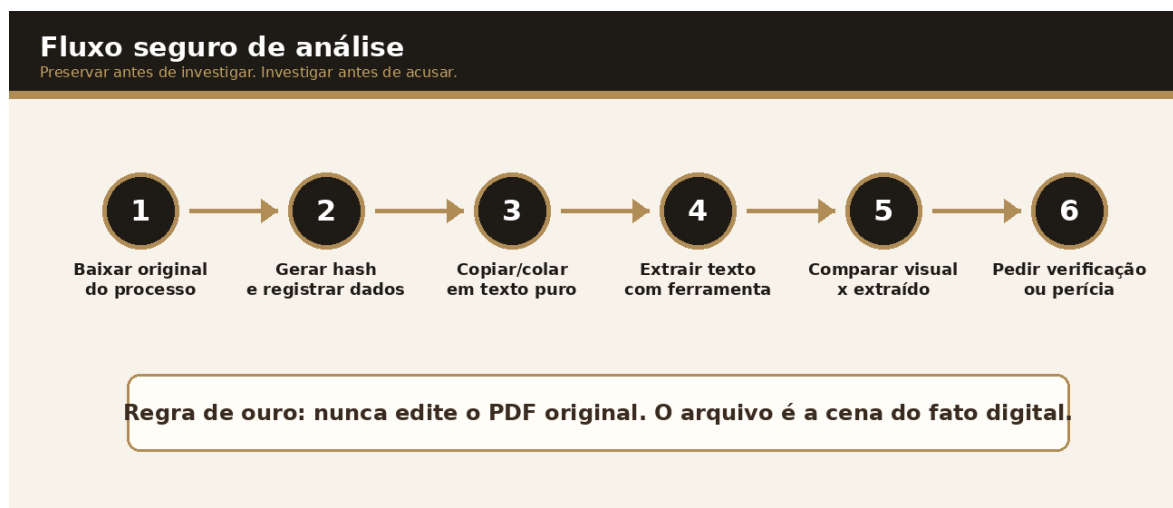 Fluxo seguro de análise
Preservar antes de investigar. Investigar antes de acusar.
1
2
3
4
5
6
Baixar original
do processo
Gerar hash
e registrar dados
Copiar/colar
em texto puro
Extrair texto
com ferramenta
Comparar visual
x extraído
Pedir verificação
ou perícia
Regra de ouro: nunca edite o PDF original. O arquivo é a cena do fato digital.